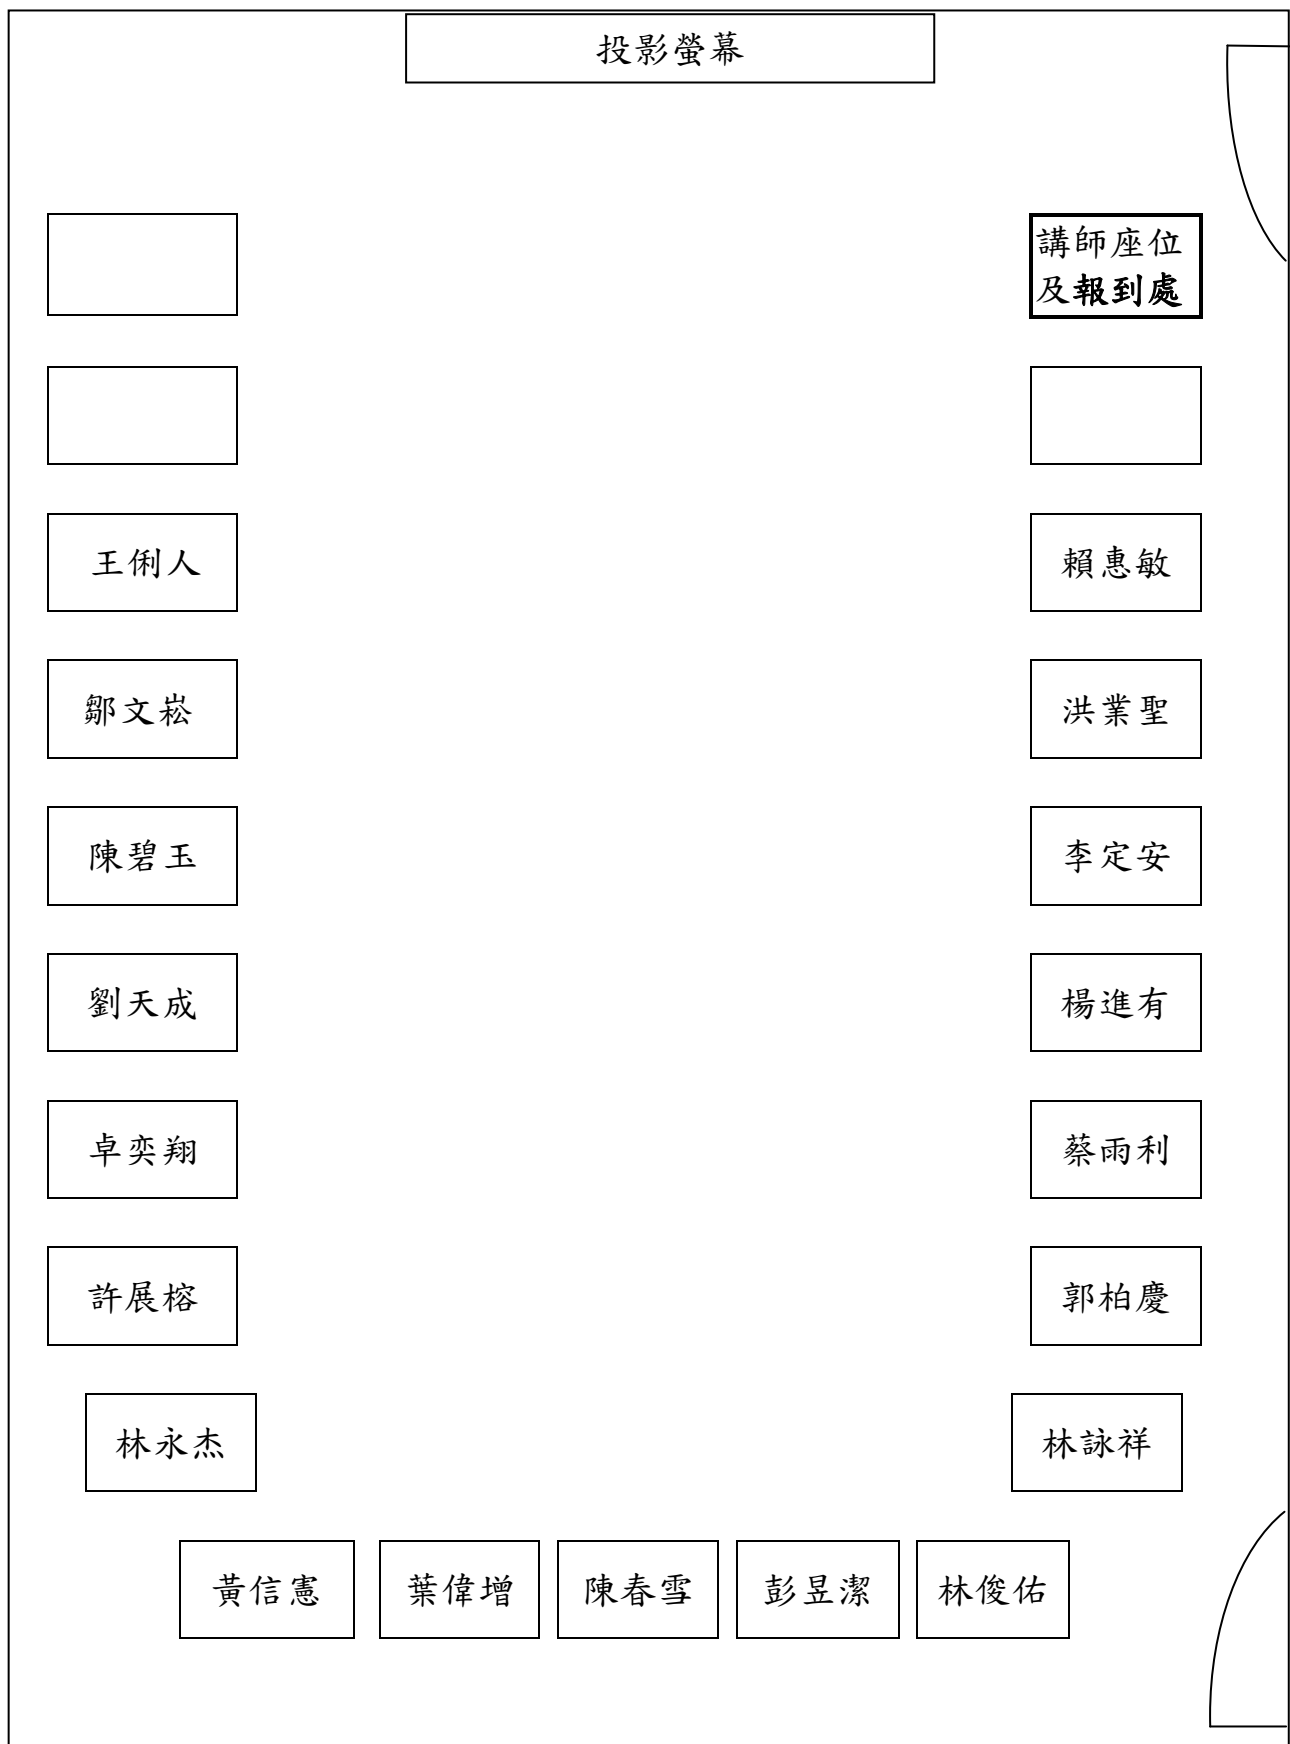 投影螢幕
講師座位
及報到處
王俐人
賴惠敏
鄒文崧
洪業聖
陳碧玉
李定安
劉天成
楊進有
卓奕翔
蔡雨利
許展榕
郭柏慶
林永杰
林詠祥
黃信憲
葉偉增
陳春雪
彭昱潔
林俊佑